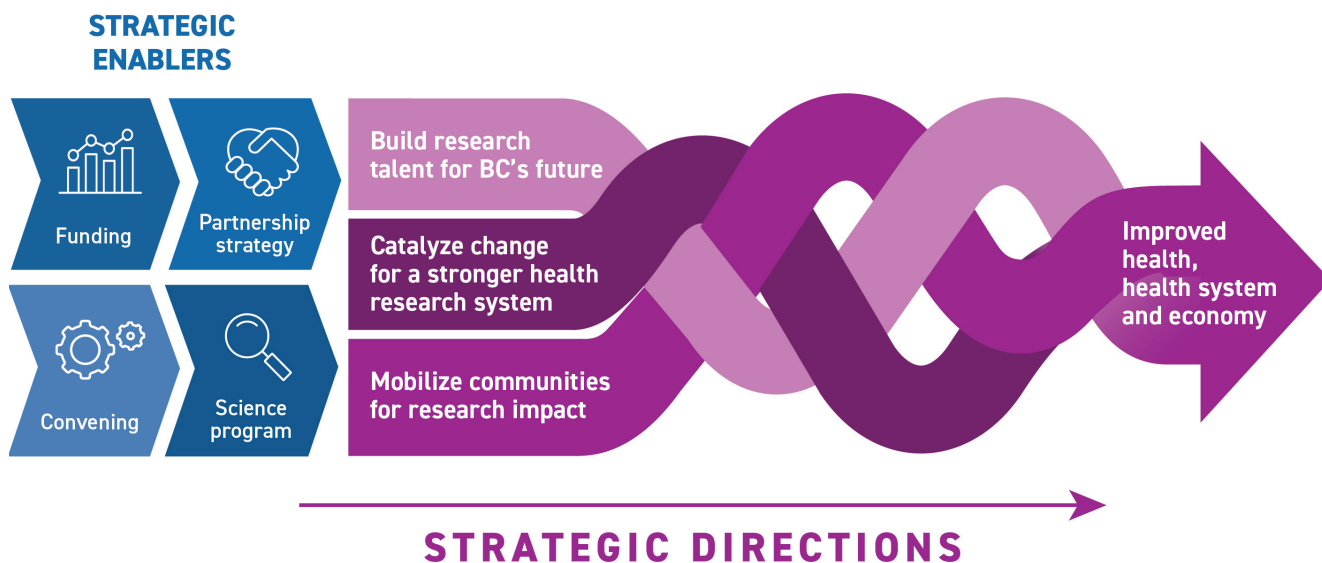 STRATEGIC
ENABLERS
Funding
Partnership
strategy
Convening
Science
program
Build research
talent for BC’s future
Catalyze change
for a stronger health
research system
Mobilize communities
for research impact
Improved
health,
health system
and economy
STRATEGIC DIRECTIONS